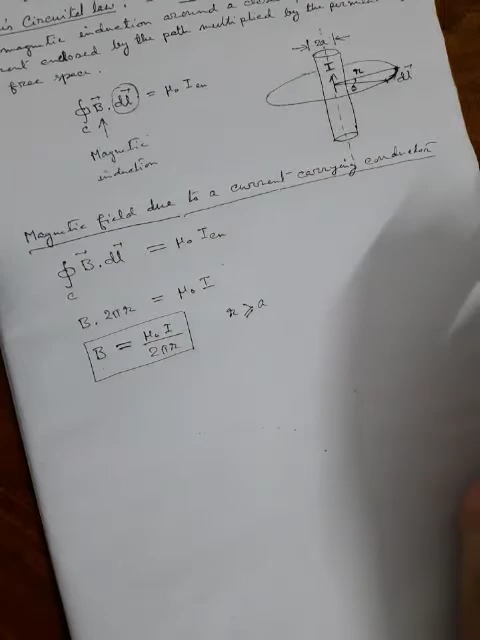 's Circuital law.
magnetic induction around a
enclosed by the path multiplied by the
free space.
2a
∮c B⃗ . dl⃗ = μ₀ Ien
I
r
dl⃗
Magnetic
induction
Magnetic field due to a current carrying conductor
∮c B⃗ . dl⃗ = μ₀ Ien
B. 2πr = μ₀ I
r ≥ a
B = μ₀ I / 2πr